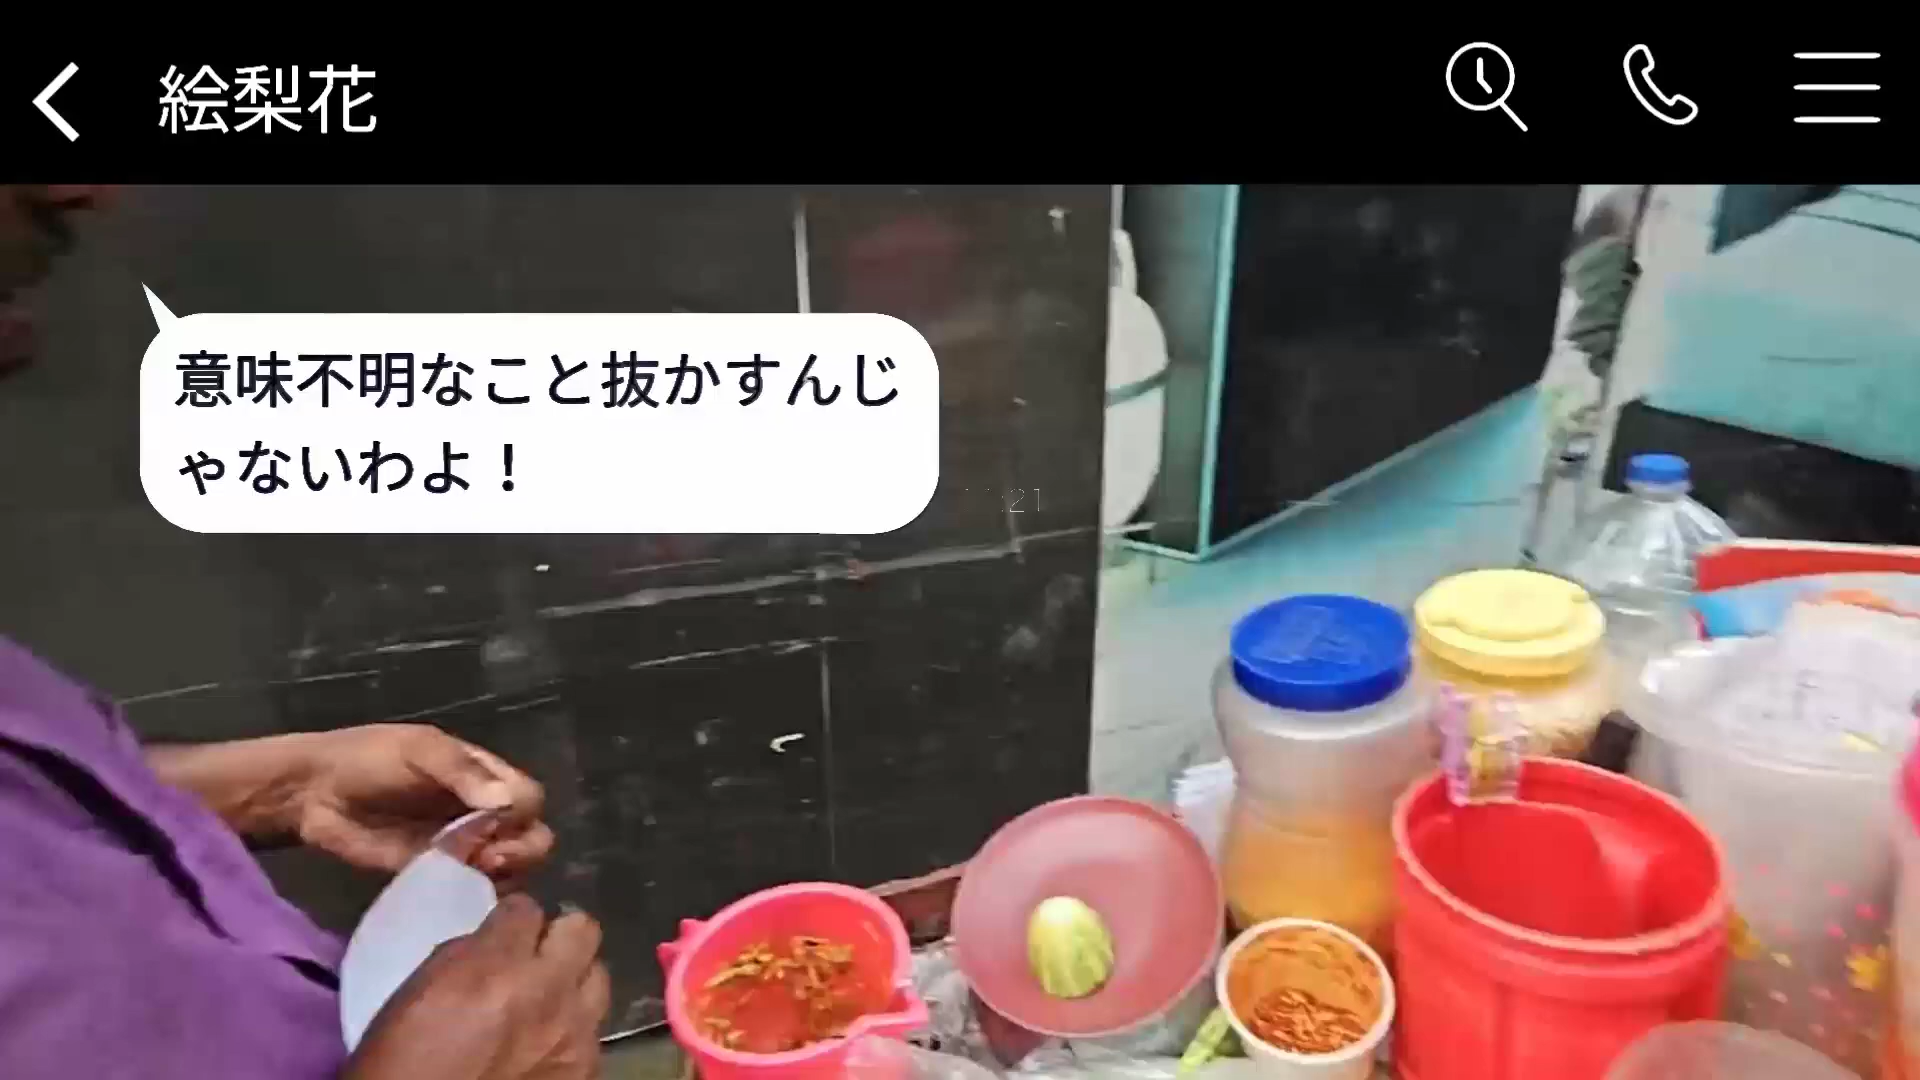 絵梨花
意味不明なこと抜かすんじ
ゃないわよ！